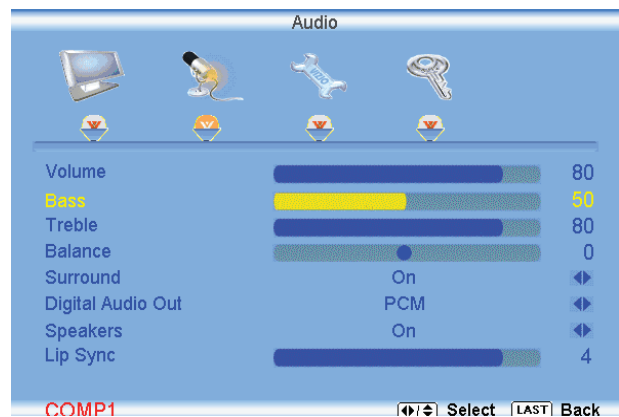 Audio
VIZIO
Volume 80
Bass 50
Treble 80
Balance 0
Surround On
Digital Audio Out PCM
Speakers On
Lip Sync 4
COMP1 Select LAST Back